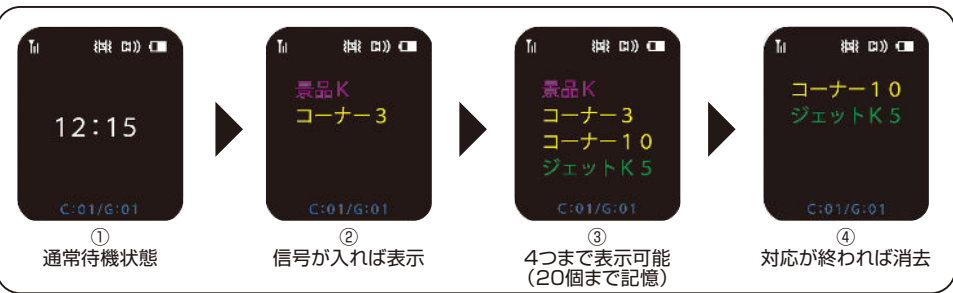 12:15
C:01/G:01
①
通常待機状態
景品K
コーナー3
C:01/G:01
②
信号が入れば表示
景品K
コーナー3
コーナー10
ジェットK5
C:01/G:01
③
4つまで表示可能
(20個まで記憶)
コーナー10
ジェットK5
C:01/G:01
④
対応が終われば消去